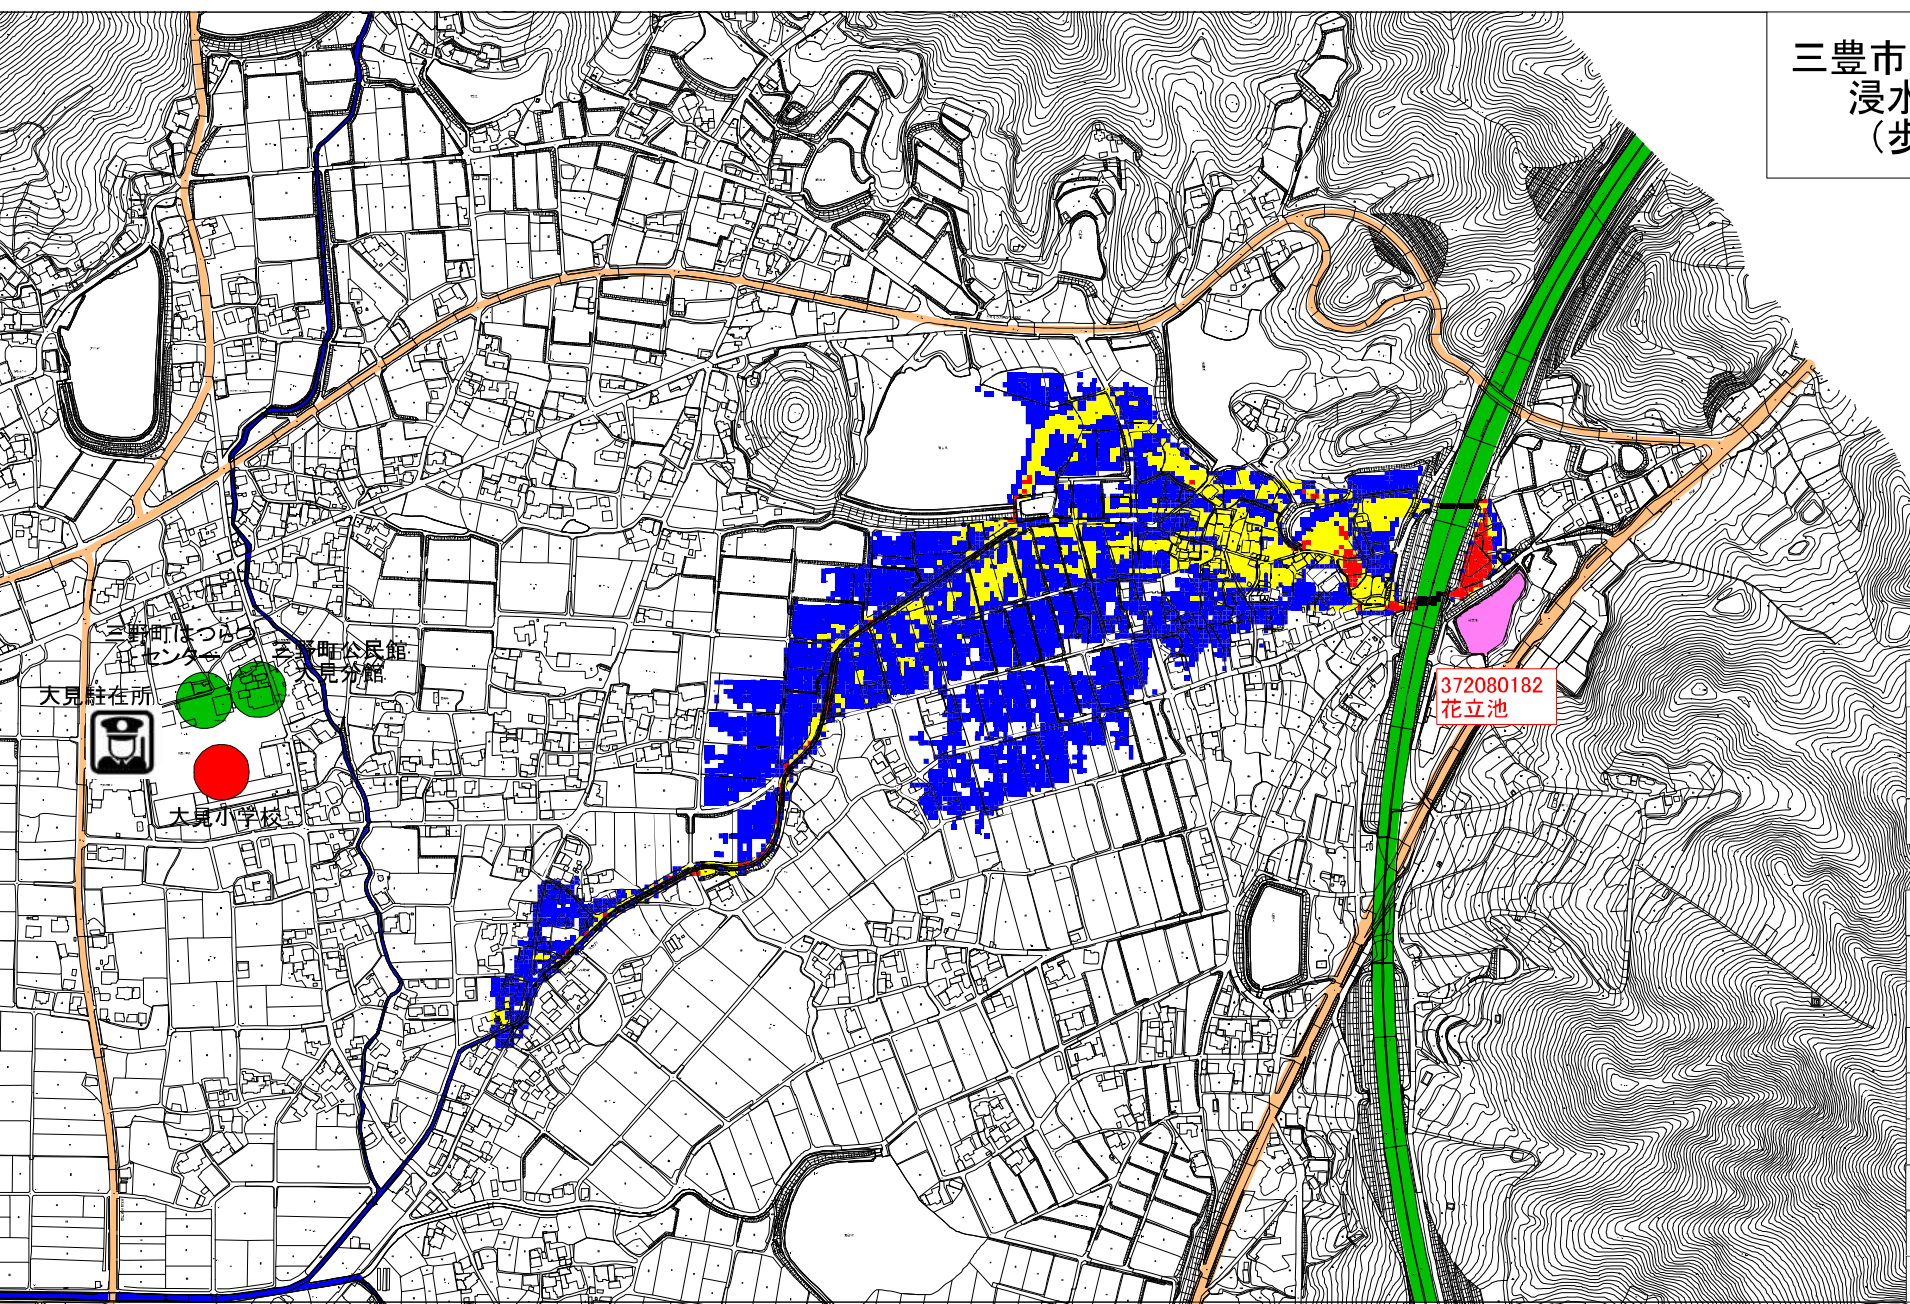 三豊市
浸水
（歩
三野町はつらつ
センター
三野町公民館
大見分館
大見駐在所
大見小学校
372080182
花立池